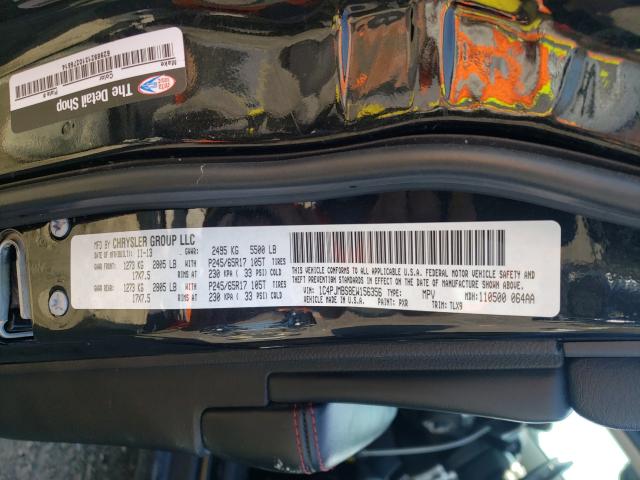 MFD BY CHRYSLER GROUP LLC
DATE OF MFR: 11-13 GVWR: 2495 KG 5500 LB
GAWR FRONT: 1273 KG 2805 LB WITH P245/65R17 105T TIRES
17X7.5 RIMS AT 230 KPA ( 33 PSI) COLD
GAWR REAR: 1273 KG 2805 LB WITH P245/65R17 105T TIRES
17X7.5 RIMS AT 230 KPA ( 33 PSI) COLD
THIS VEHICLE CONFORMS TO ALL APPLICABLE U.S.A. FEDERAL MOTOR VEHICLE SAFETY AND
THEFT PREVENTION STANDARDS IN EFFECT ON THE DATE OF MANUFACTURE SHOWN ABOVE.
VIN: 1C4PJMBS8EW156356 TYPE: MPV MDH: 110500 064AA
VEHICLE MADE IN U.S.A. PAINT: PXR TRIM: TLX9
The Detail Shop
Make
Color
Paint #